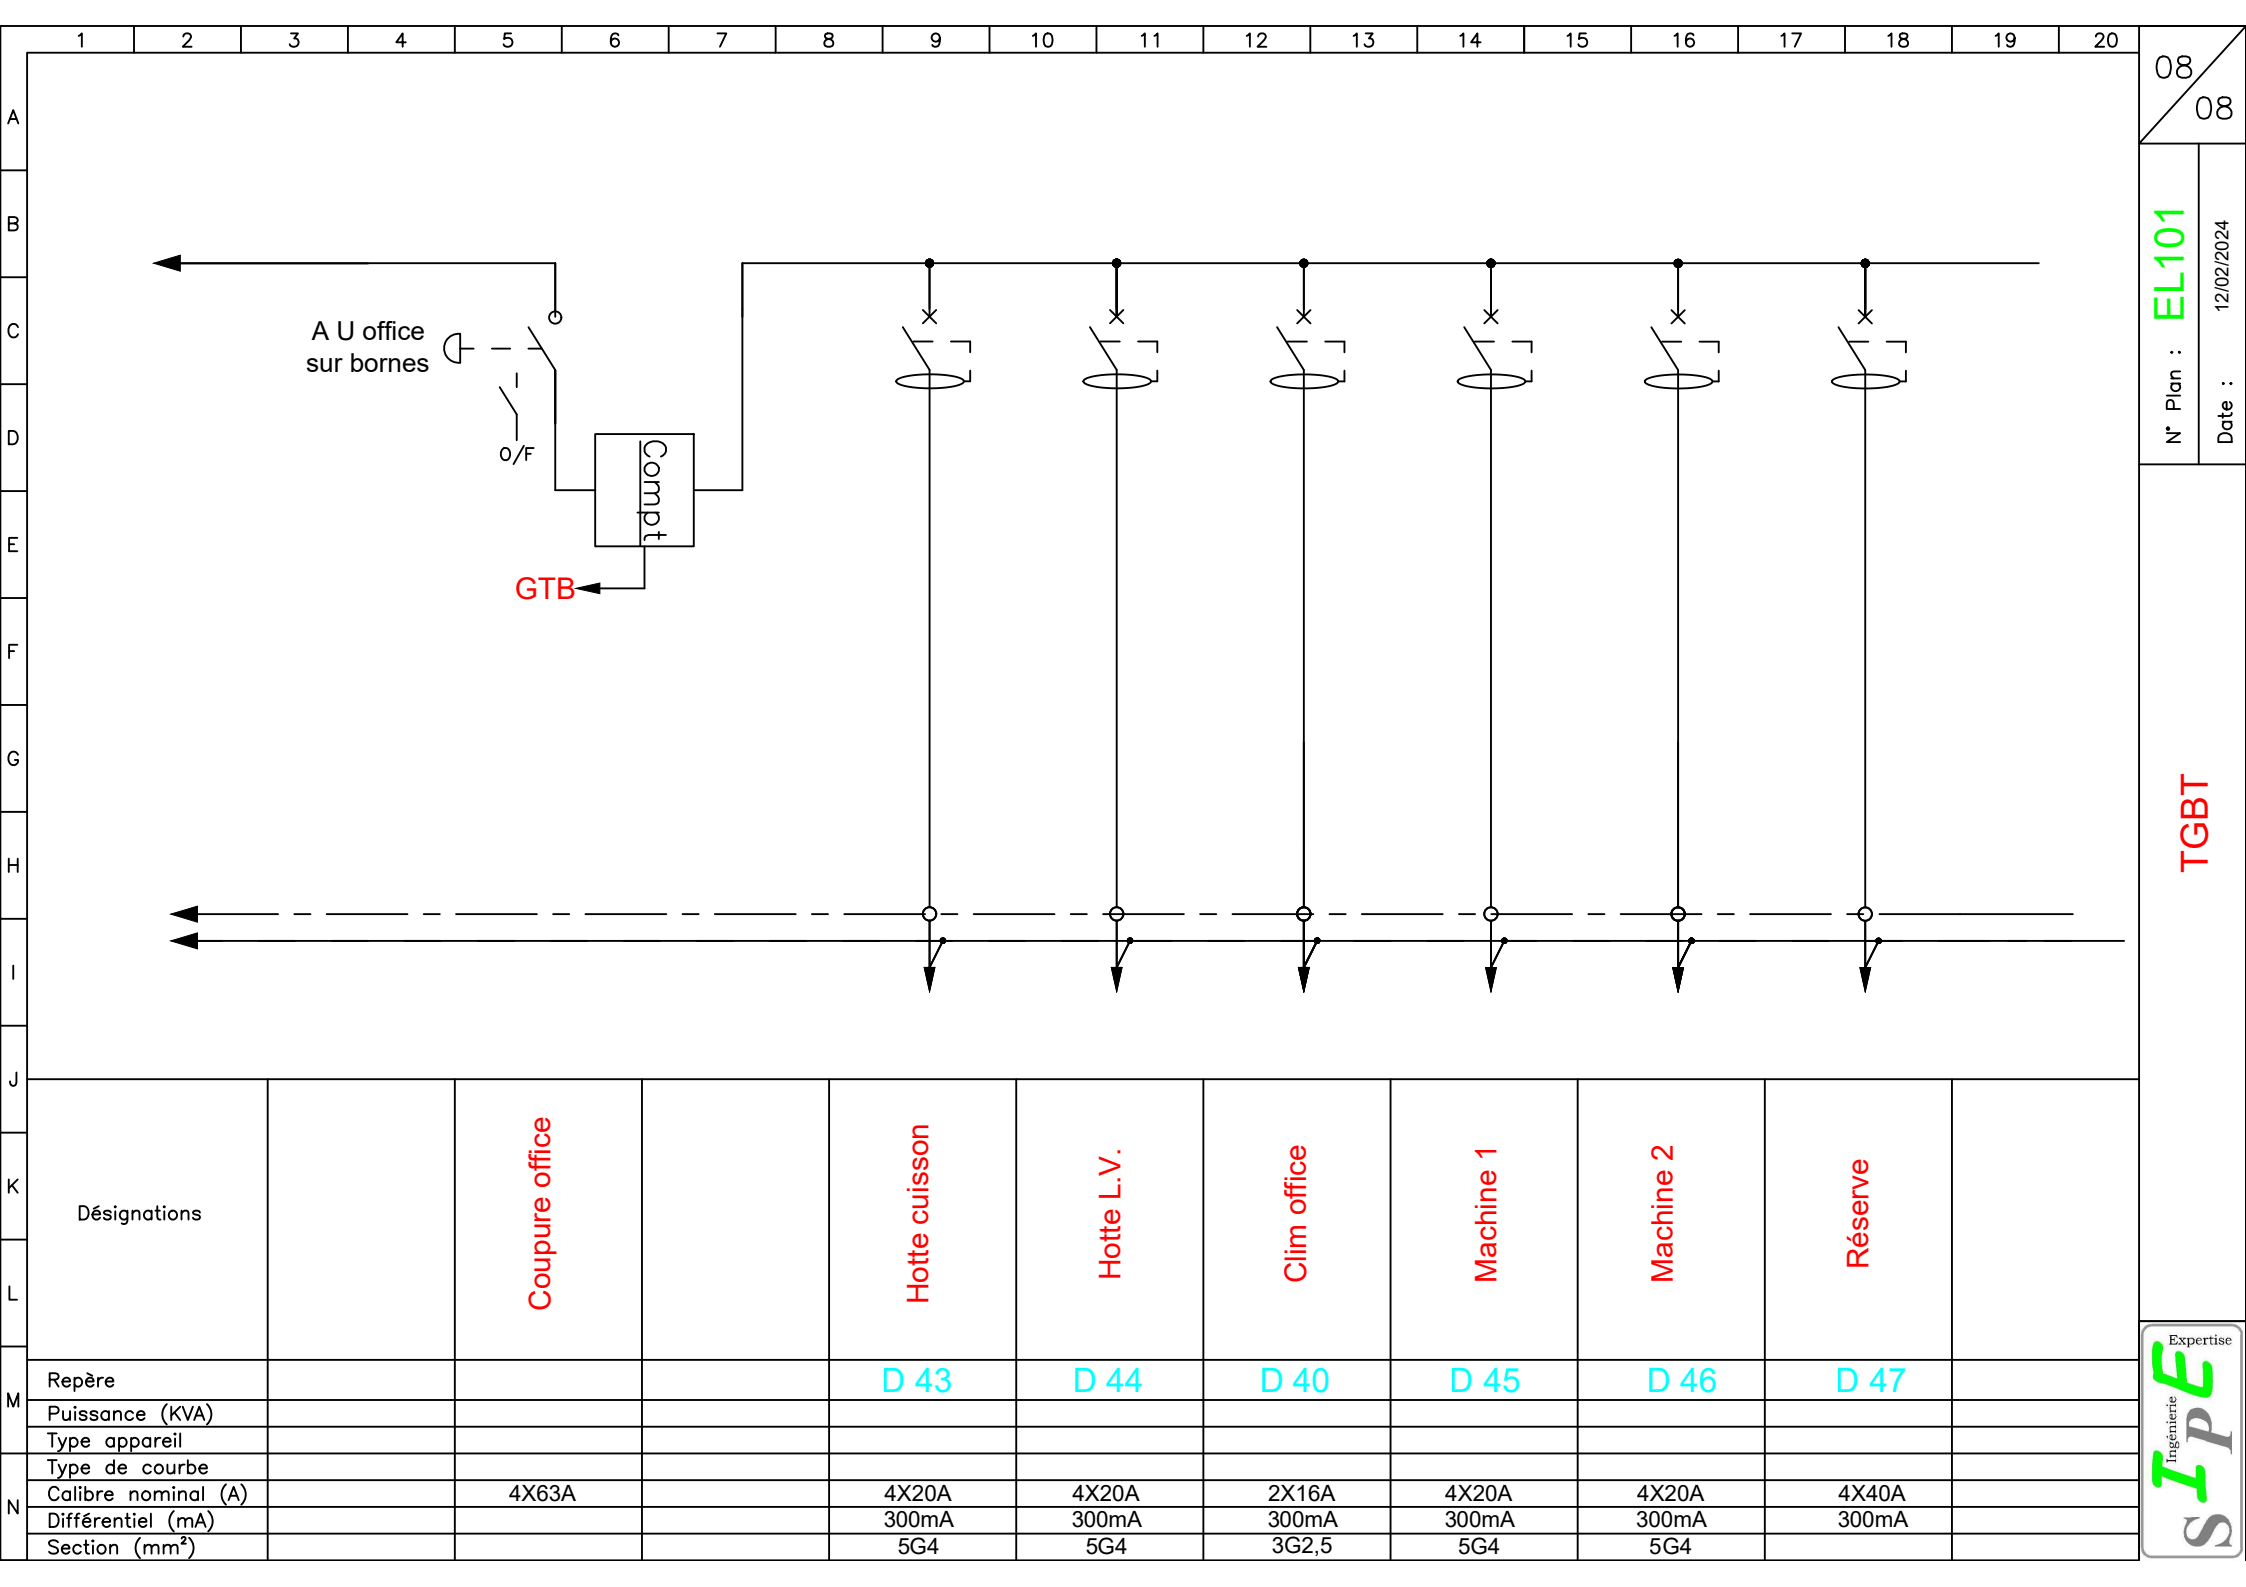 1 2 3 4 5 6 7 8 9 10 11 12 13 14 15 16 17 18 19 20
08
08
A
B
C
D
E
F
G
H
I
J
K
L
M
N
A U office
sur bornes
O/F
Compt
GTB
N° Plan : EL101
Date : 12/02/2024
TGBT
Désignations
Coupure office
Hotte cuisson
Hotte L.V.
Clim office
Machine 1
Machine 2
Réserve
Repère D 43 D 44 D 40 D 45 D 46 D 47
Puissance (KVA)
Type appareil
Type de courbe
Calibre nominal (A) 4X63A 4X20A 4X20A 2X16A 4X20A 4X20A 4X40A
Différentiel (mA) 300mA 300mA 300mA 300mA 300mA 300mA
Section (mm²) 5G4 5G4 3G2,5 5G4 5G4
S I P E
Ingénierie
Expertise